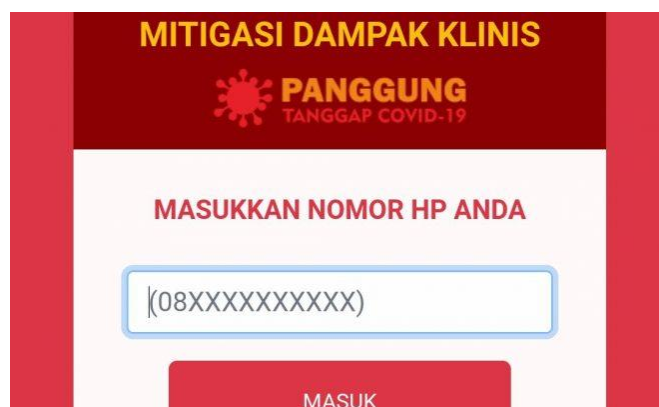 MITIGASI DAMPAK KLINIS
PANGGUNG
TANGGAP COVID-19
MASUKKAN NOMOR HP ANDA
(08XXXXXXXXXX)
MASUK